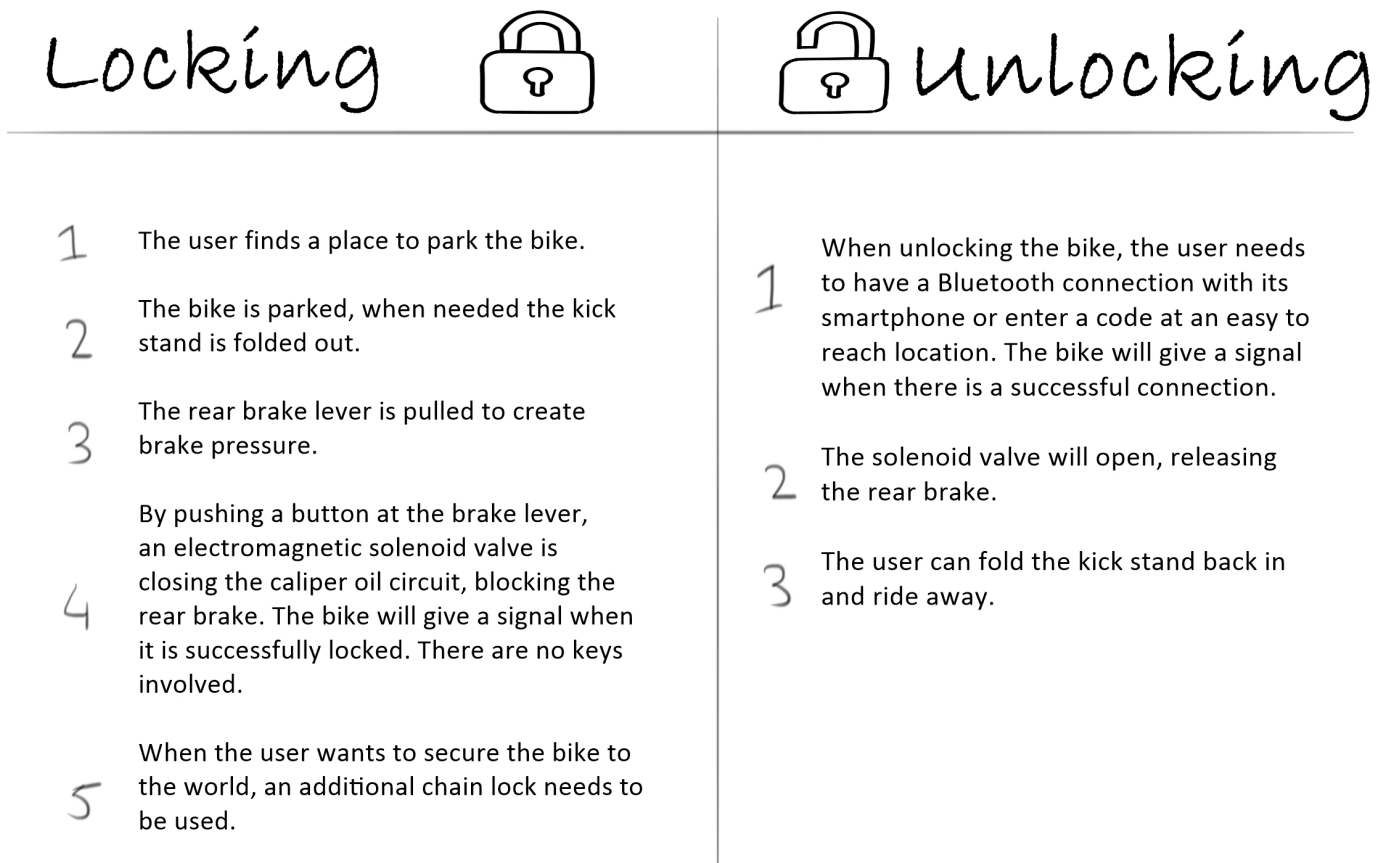 Locking
1
The user finds a place to park the bike.
2
The bike is parked, when needed the kick
stand is folded out.
3
The rear brake lever is pulled to create
brake pressure.
4
By pushing a button at the brake lever,
an electromagnetic solenoid valve is
closing the caliper oil circuit, blocking the
rear brake. The bike will give a signal when
it is successfully locked. There are no keys
involved.
5
When the user wants to secure the bike to
the world, an additional chain lock needs to
be used.
Unlocking
1
When unlocking the bike, the user needs
to have a Bluetooth connection with its
smartphone or enter a code at an easy to
reach location. The bike will give a signal
when there is a successful connection.
2
The solenoid valve will open, releasing
the rear brake.
3
The user can fold the kick stand back in
and ride away.